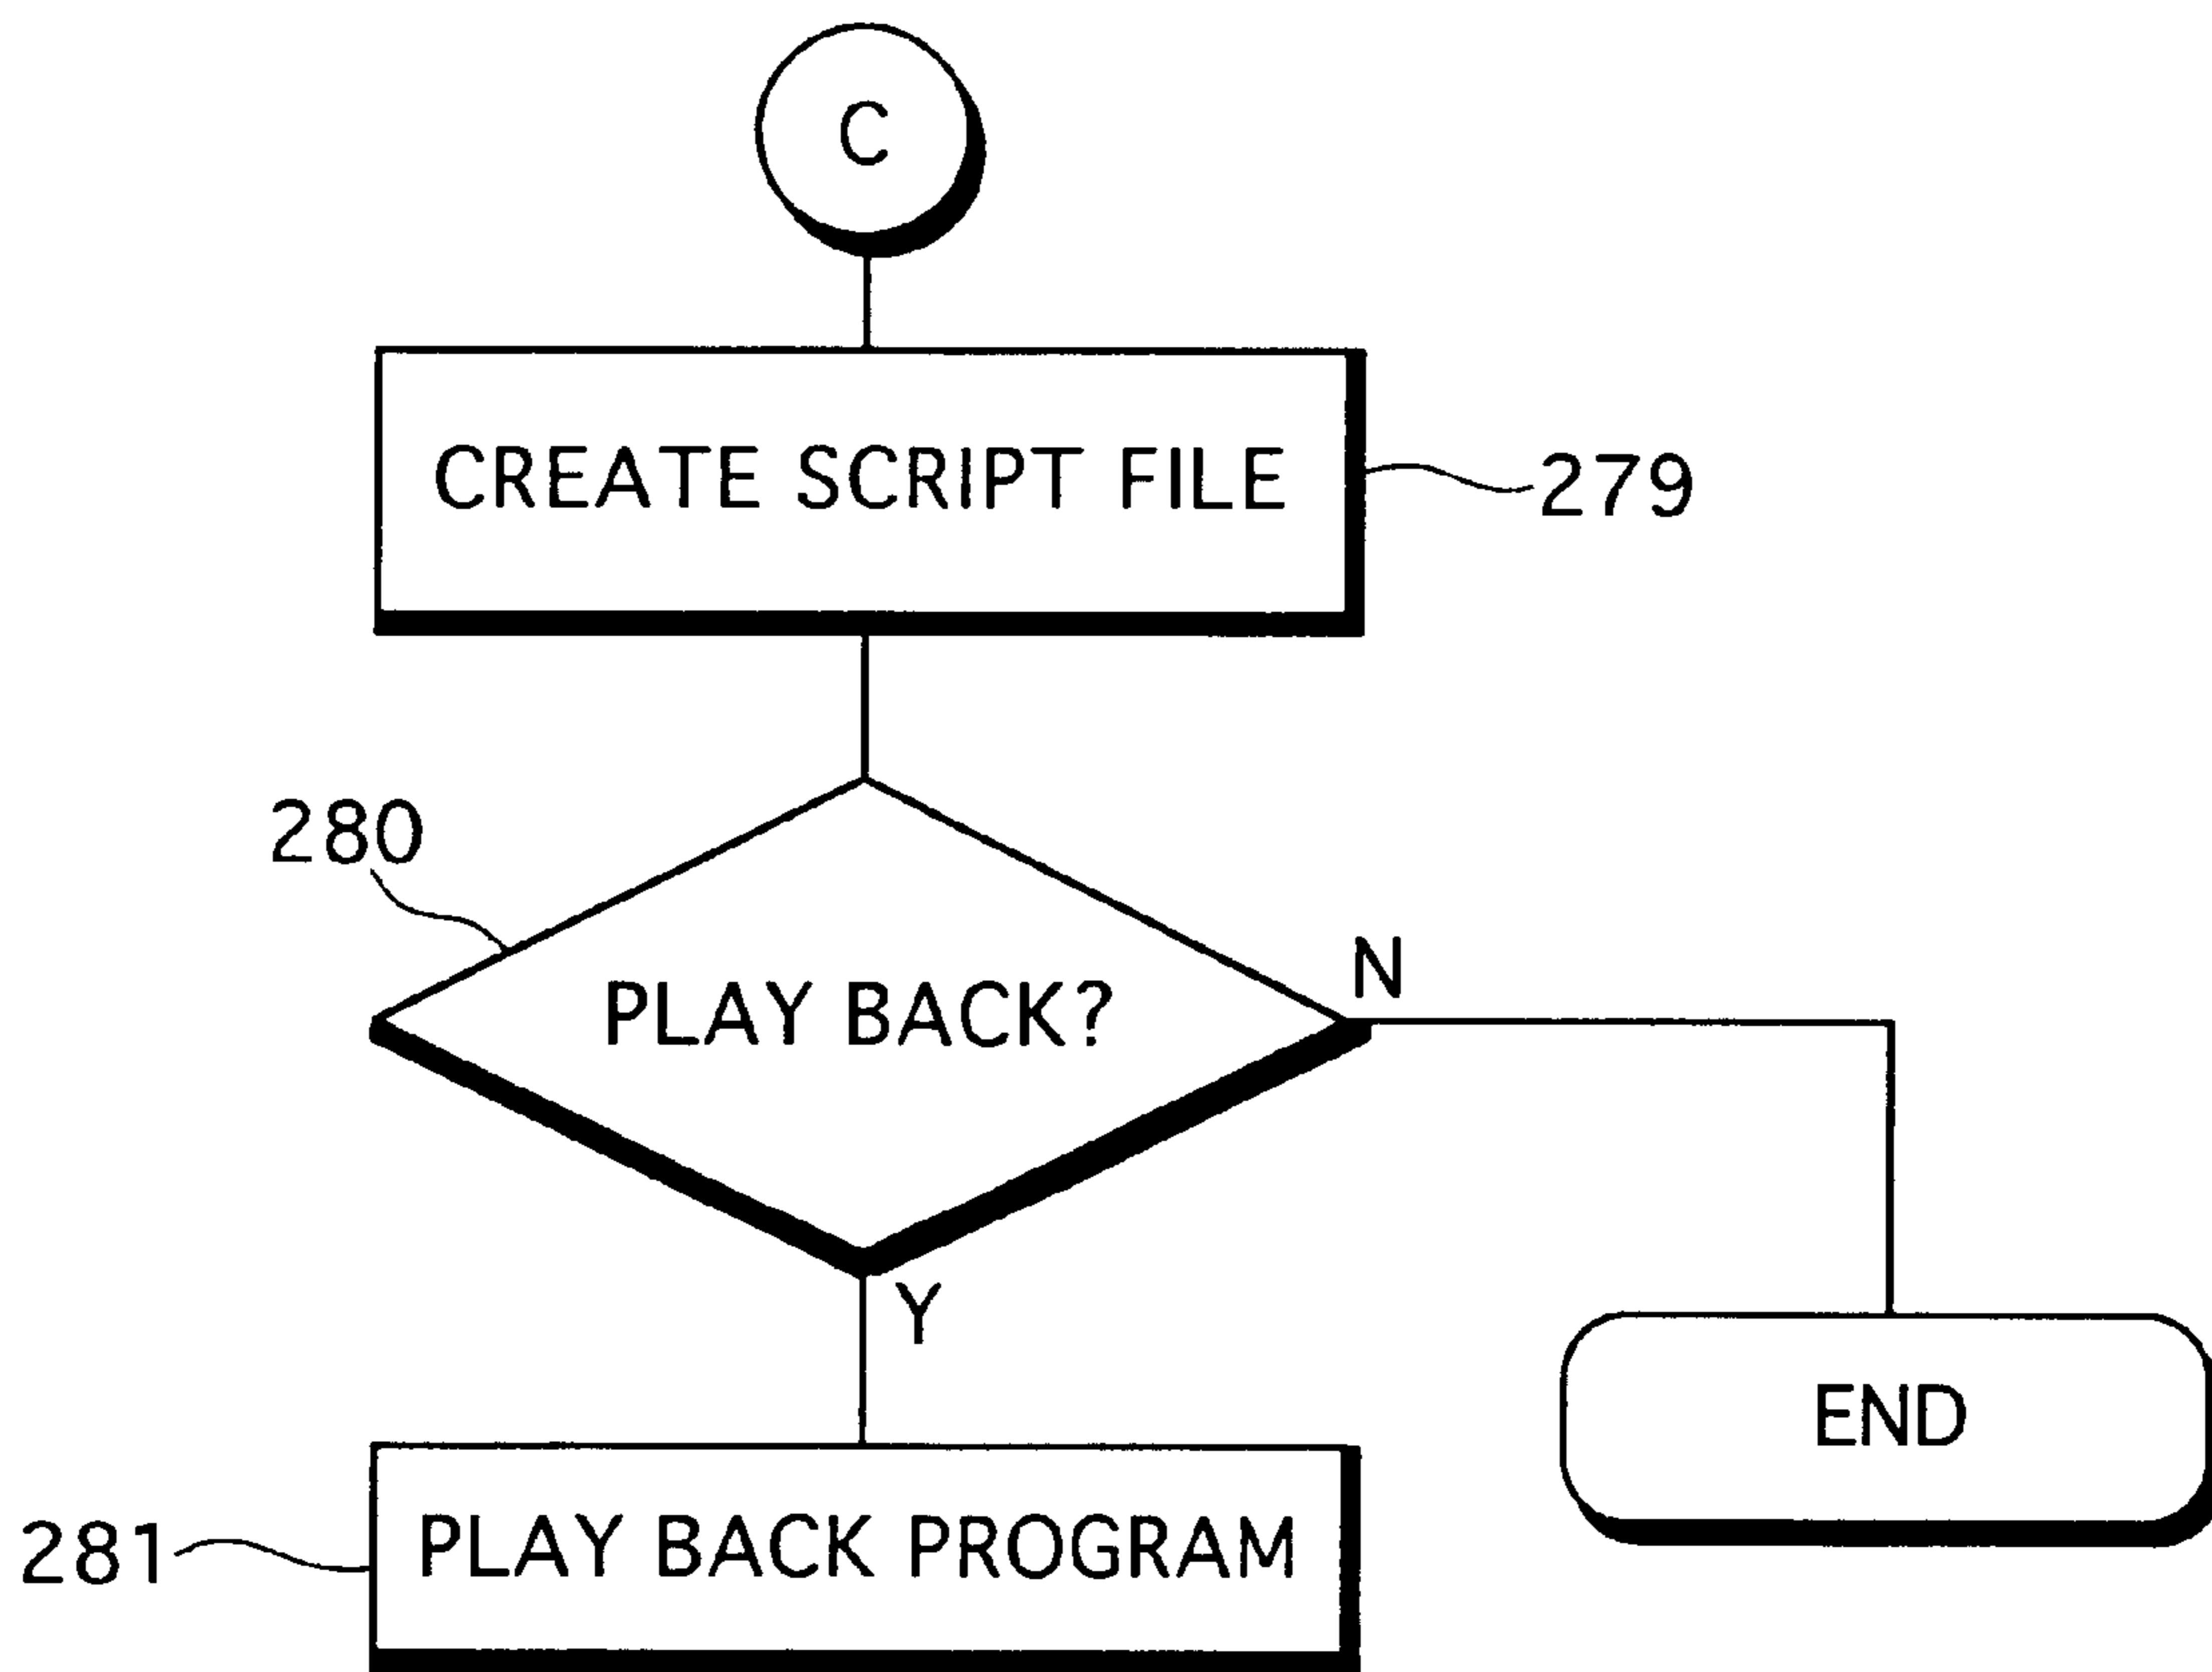 C
CREATE SCRIPT FILE
279
280
PLAY BACK?
N
Y
END
PLAY BACK PROGRAM
281